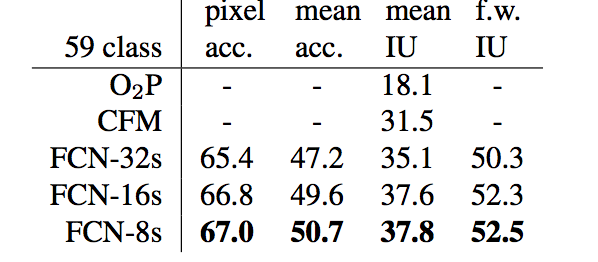 pixel mean mean f.w.
59 class acc. acc. IU IU
O₂P - - 18.1 -
CFM - - 31.5 -
FCN-32s 65.4 47.2 35.1 50.3
FCN-16s 66.8 49.6 37.6 52.3
FCN-8s 67.0 50.7 37.8 52.5